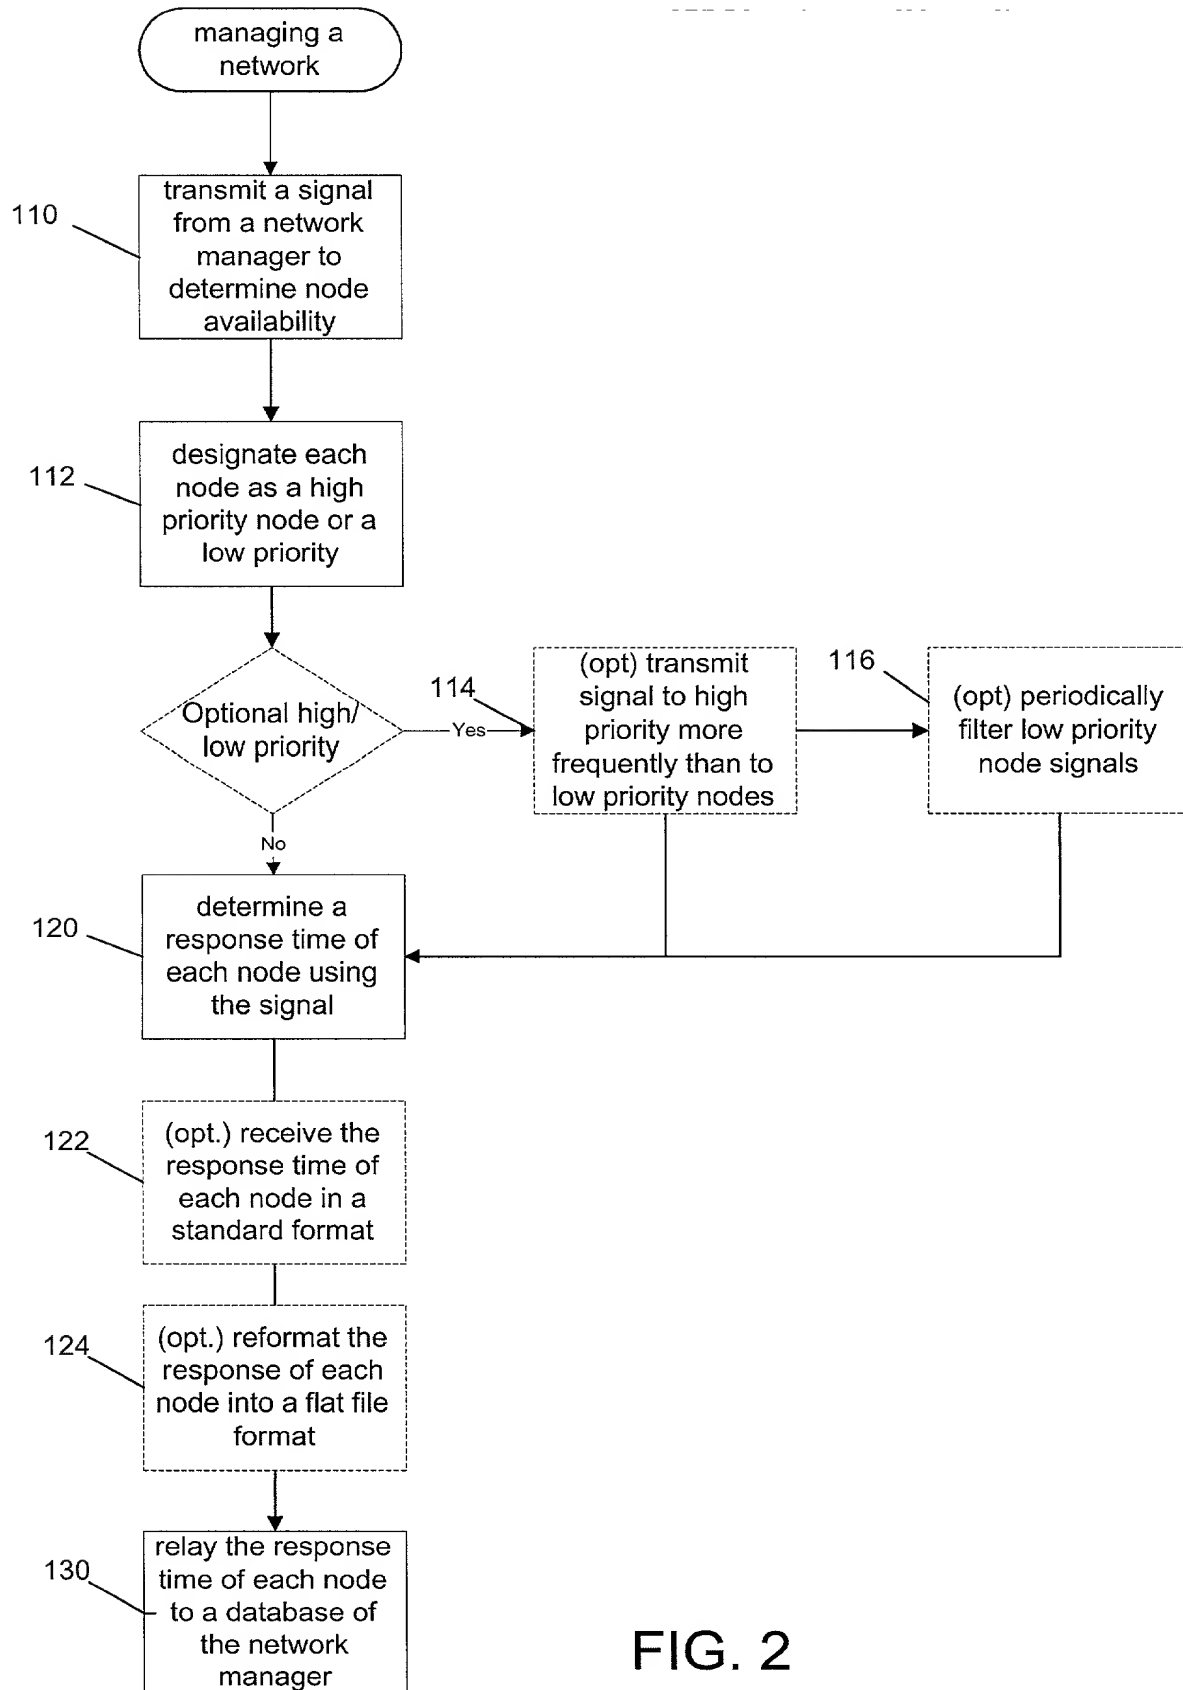 managing a
network
110
transmit a signal
from a network
manager to
determine node
availability
112
designate each
node as a high
priority node or a
low priority
Optional high/
low priority
Yes
No
114
(opt) transmit
signal to high
priority more
frequently than to
low priority nodes
116
(opt) periodically
filter low priority
node signals
120
determine a
response time of
each node using
the signal
122
(opt.) receive the
response time of
each node in a
standard format
124
(opt.) reformat the
response of each
node into a flat file
format
130
relay the response
time of each node
to a database of
the network
manager
FIG. 2